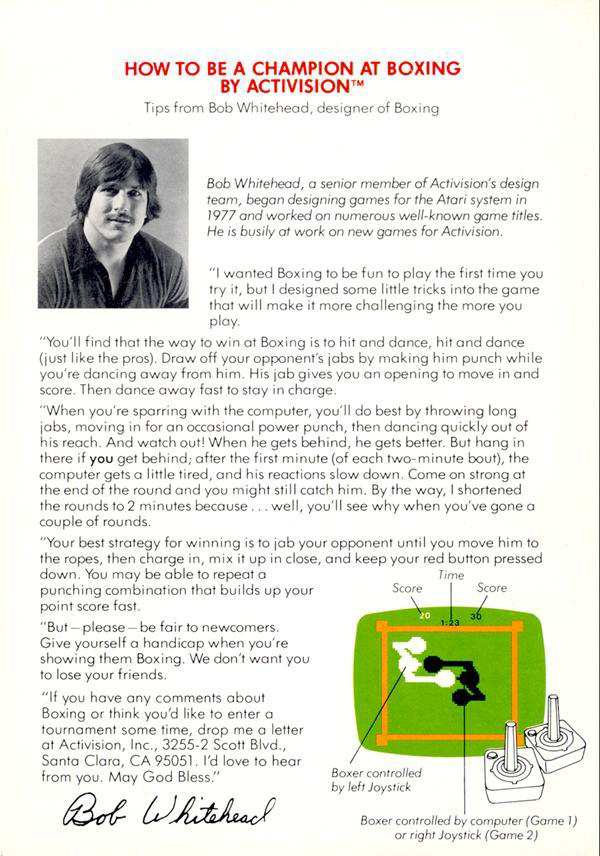 HOW TO BE A CHAMPION AT BOXING
BY ACTIVISION™
Tips from Bob Whitehead, designer of Boxing
Bob Whitehead, a senior member of Activision's design
team, began designing games for the Atari system in
1977 and worked on numerous well-known game titles.
He is busily at work on new games for Activision.
"I wanted Boxing to be fun to play the first time you
try it, but I designed some little tricks into the game
that will make it more challenging the more you
play.
"You'll find that the way to win at Boxing is to hit and dance, hit and dance
(just like the pros). Draw off your opponent's jabs by making him punch while
you're dancing away from him. His jab gives you an opening to move in and
score. Then dance away fast to stay in charge.
"When you're sparring with the computer, you'll do best by throwing long
jabs, moving in for an occasional power punch, then dancing quickly out of
his reach. And watch out! When he gets behind, he gets better. But hang in
there if you get behind; after the first minute (of each two-minute bout), the
computer gets a little tired, and his reactions slow down. Come on strong at
the end of the round and you might still catch him. By the way, I shortened
the rounds to 2 minutes because . . . well, you'll see why when you've gone a
couple of rounds.
"Your best strategy for winning is to jab your opponent until you move him to
the ropes, then charge in, mix it up in close, and keep your red button pressed
down. You may be able to repeat a
punching combination that builds up your
point score fast.
"But—please—be fair to newcomers.
Give yourself a handicap when you're
showing them Boxing. We don't want you
to lose your friends.
"If you have any comments about
Boxing or think you'd like to enter a
tournament some time, drop me a letter
at Activision, Inc., 3255-2 Scott Blvd.,
Santa Clara, CA 95051. I'd love to hear
from you. May God Bless."
Bob Whitehead
Time
Score Score
20 30
1:23
Boxer controlled
by left Joystick
Boxer controlled by computer (Game 1)
or right Joystick (Game 2)